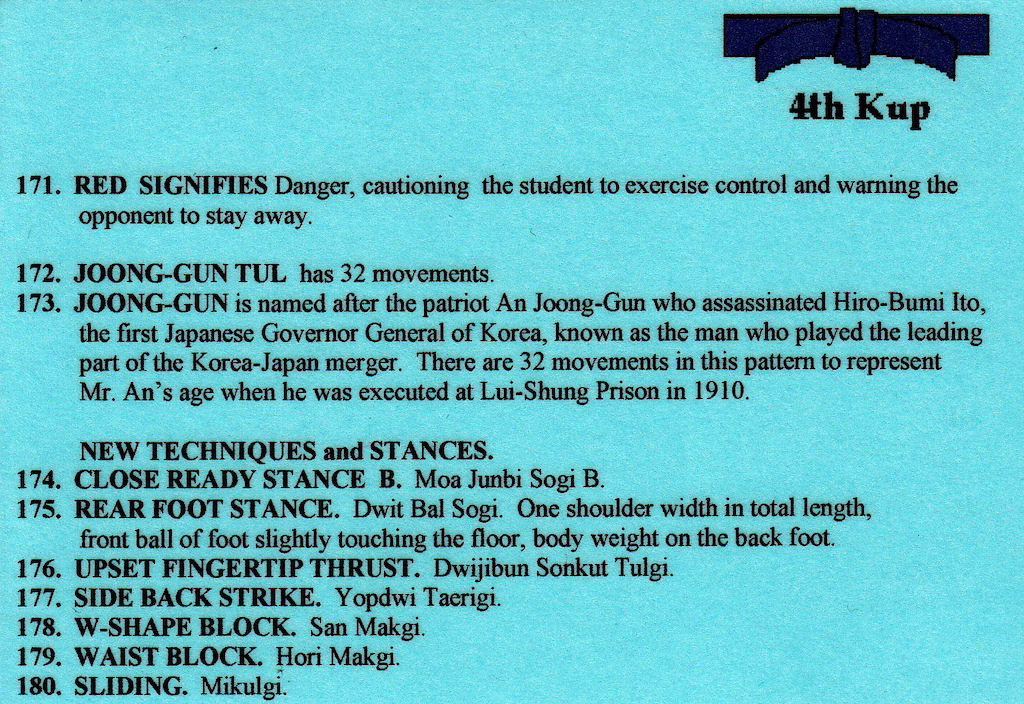 4th Kup
171. RED SIGNIFIES Danger, cautioning the student to exercise control and warning the
opponent to stay away.
172. JOONG-GUN TUL has 32 movements.
173. JOONG-GUN is named after the patriot An Joong-Gun who assassinated Hiro-Bumi Ito,
the first Japanese Governor General of Korea, known as the man who played the leading
part of the Korea-Japan merger. There are 32 movements in this pattern to represent
Mr. An's age when he was executed at Lui-Shung Prison in 1910.
NEW TECHNIQUES and STANCES.
174. CLOSE READY STANCE B. Moa Junbi Sogi B.
175. REAR FOOT STANCE. Dwit Bal Sogi. One shoulder width in total length,
front ball of foot slightly touching the floor, body weight on the back foot.
176. UPSET FINGERTIP THRUST. Dwijibun Sonkut Tulgi.
177. SIDE BACK STRIKE. Yopdwi Taerigi.
178. W-SHAPE BLOCK. San Makgi.
179. WAIST BLOCK. Hori Makgi.
180. SLIDING. Mikulgi.